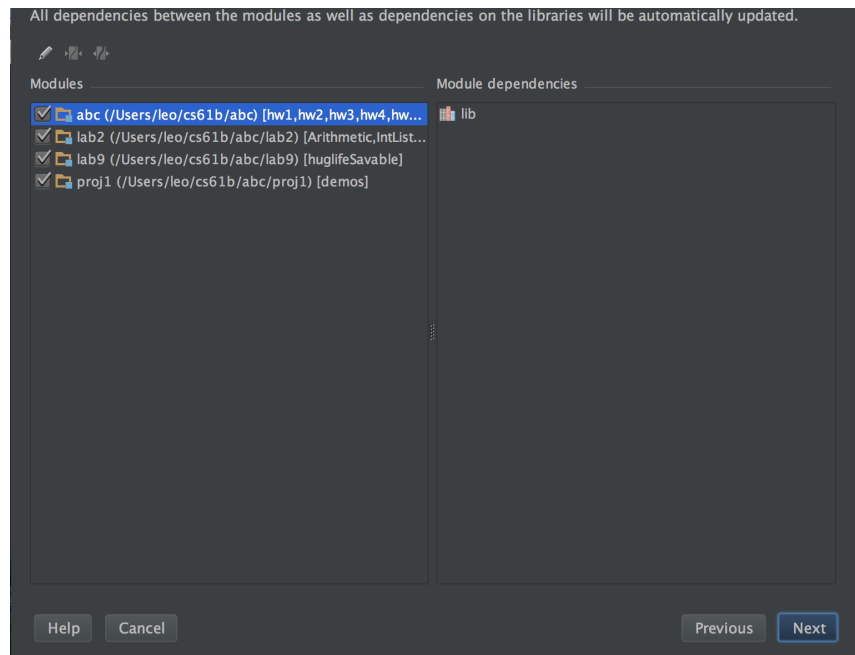 All dependencies between the modules as well as dependencies on the libraries will be automatically updated.
Modules
Module dependencies
abc (/Users/leo/cs61b/abc) [hw1,hw2,hw3,hw4,hw...
lib
lab2 (/Users/leo/cs61b/abc/lab2) [Arithmetic,IntList...
lab9 (/Users/leo/cs61b/abc/lab9) [huglifeSavable]
proj1 (/Users/leo/cs61b/abc/proj1) [demos]
Help
Cancel
Previous
Next